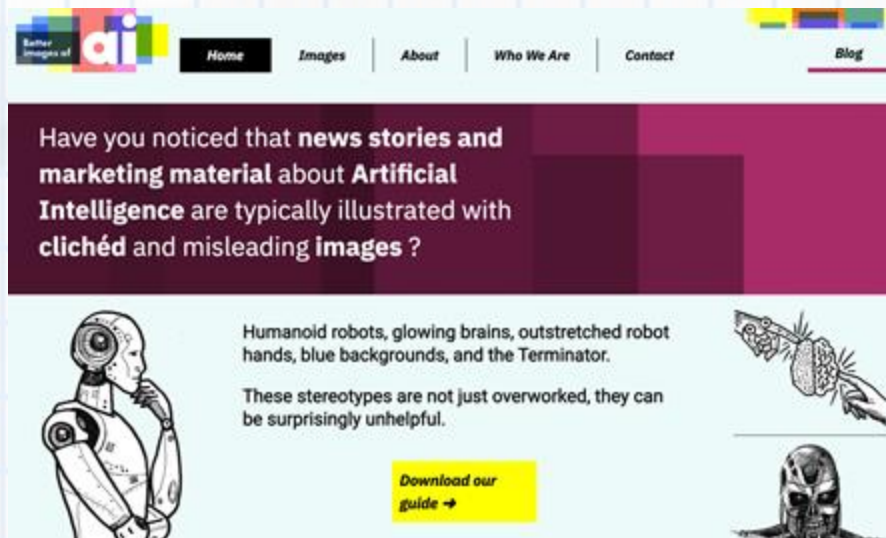 Better
images of
ai
Home
Images
About
Who We Are
Contact
Blog
Have you noticed that news stories and
marketing material about Artificial
Intelligence are typically illustrated with
clichéd and misleading images ?
Humanoid robots, glowing brains, outstretched robot
hands, blue backgrounds, and the Terminator.
These stereotypes are not just overworked, they can
be surprisingly unhelpful.
Download our
guide ➔